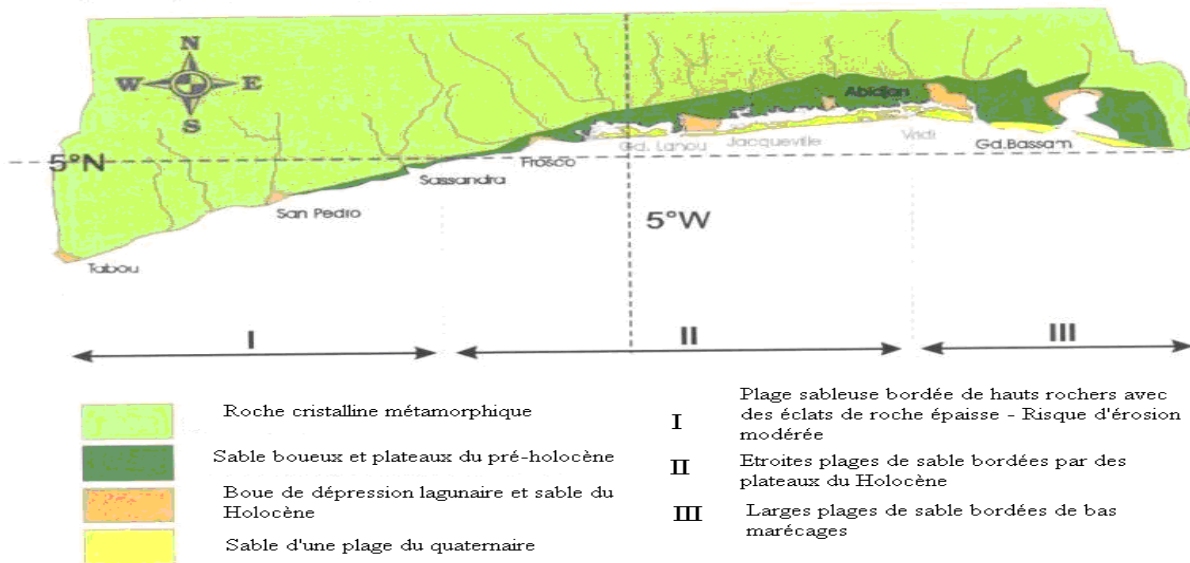 N
W E
S
5°N
5°W
Abidjan
Vridi
Gd. Lahou
Jacqueville
Gd.Bassam
Frosco
Sassandra
San Pedro
Tabou
I
II
III
Roche cristalline métamorphique
Sable boueux et plateaux du pré-holocène
Boue de dépression lagunaire et sable du
Holocène
Sable d'une plage du quaternaire
I
Plage sableuse bordée de hauts rochers avec
des éclats de roche épaisse - Risque d'érosion
modérée
II
Etroites plages de sable bordées par des
plateaux du Holocène
III
Larges plages de sable bordées de bas
marécages